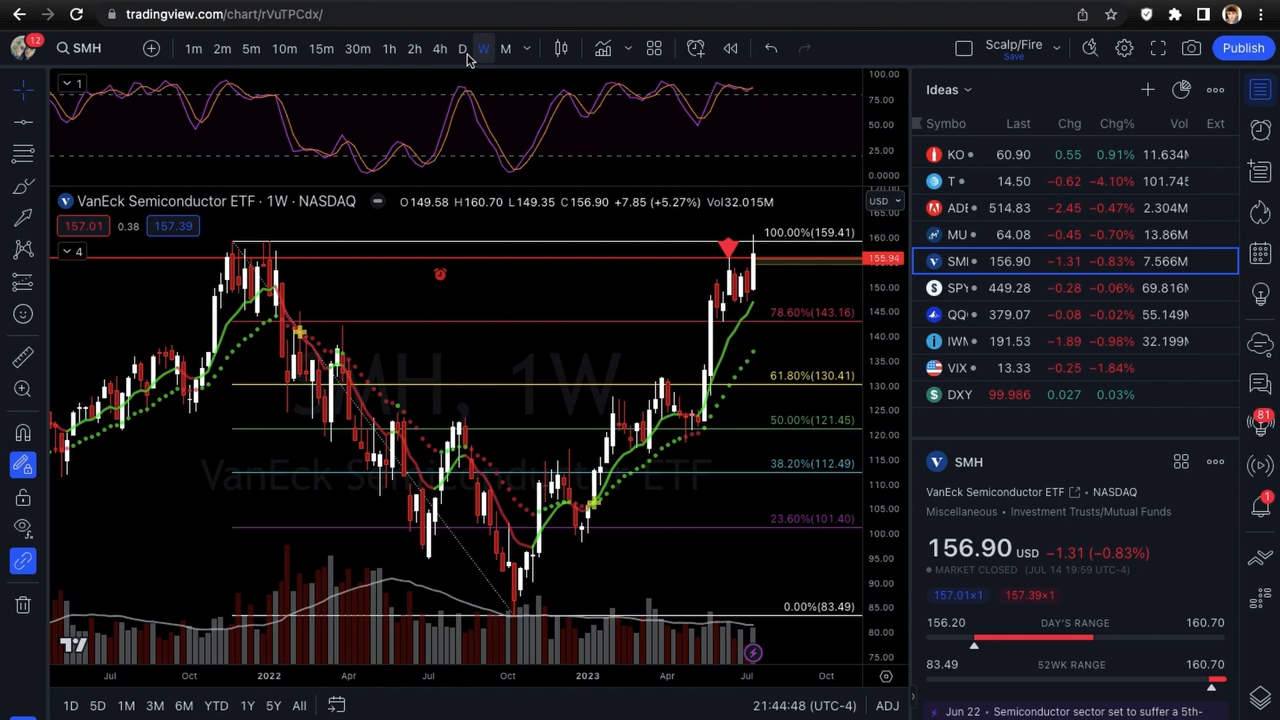 tradingview.com/chart/rVuTPCdx/
12 SMH 1m 2m 5m 10m 15m 30m 1h 2h 4h D W M Scalp/Fire Save Publish
1
100.00
75.00
50.00
25.00
0.0000
VanEck Semiconductor ETF · 1W · NASDAQ O149.58 H160.70 L149.35 C156.90 +7.85 (+5.27%) Vol32.015M
157.01 0.38 157.39
4
USD
170.00
165.00
160.00
155.94
150.00
145.00
140.00
135.00
130.00
125.00
120.00
115.00
110.00
105.00
100.00
95.00
90.00
85.00
80.00
75.00
100.00%(159.41)
78.60%(143.16)
61.80%(130.41)
50.00%(121.45)
38.20%(112.49)
23.60%(101.40)
0.00%(83.49)
SMH, 1W
VanEck Semiconductor ETF
Jul Oct 2022 Apr Jul Oct 2023 Apr Jul Oct
1D 5D 1M 3M 6M YTD 1Y 5Y All 21:44:48 (UTC-4) ADJ
Ideas
Symbo Last Chg Chg% Vol Ext
KO 60.90 0.55 0.91% 11.634M
T 14.50 −0.62 −4.10% 101.745
ADE 514.83 −2.45 −0.47% 2.304M
MU 64.08 −0.45 −0.70% 13.86M
SMI 156.90 −1.31 −0.83% 7.566M
SPY 449.28 −0.28 −0.06% 69.816M
QQ 379.07 −0.08 −0.02% 55.149M
IWM 191.53 −1.89 −0.98% 32.199M
VIX 13.33 −0.25 −1.84%
DXY 99.986 0.027 0.03%
SMH
VanEck Semiconductor ETF • NASDAQ
Miscellaneous • Investment Trusts/Mutual Funds
156.90 USD −1.31 (−0.83%)
MARKET CLOSED (JUL 14 19:59 UTC-4)
157.01×1 157.39×1
156.20 DAY'S RANGE 160.70
83.49 52WK RANGE 160.70
Jun 22 • Semiconductor sector set to suffer a 5th-
81
1